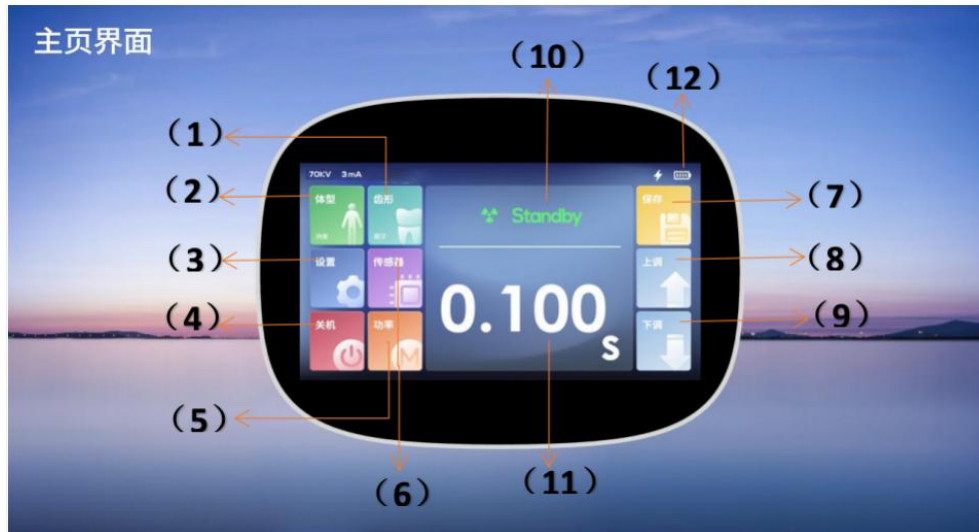 主页界面
（10）
（12）
（1）
（2）
（3）
（4）
（5）
（6）
（7）
（8）
（9）
（11）
70KV 3mA
体型
齿形
Standby
保存
设置
传感器
上调
0.100
S
关机
功率
M
下调